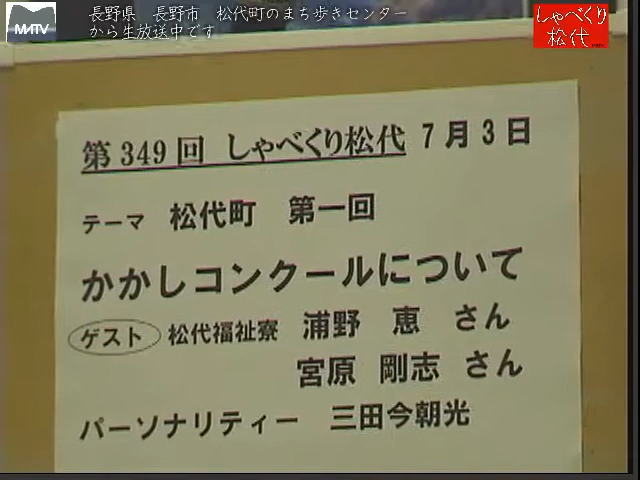 MATV
長野県　長野市　松代町のまち歩きセンター
から生放送中です
しゃべくり
松代
第349回 しゃべくり松代 7月3日
テーマ 松代町 第一回
かかしコンクールについて
ゲスト 松代福祉寮 浦野 恵 さん
宮原 剛志 さん
パーソナリティー 三田今朝光